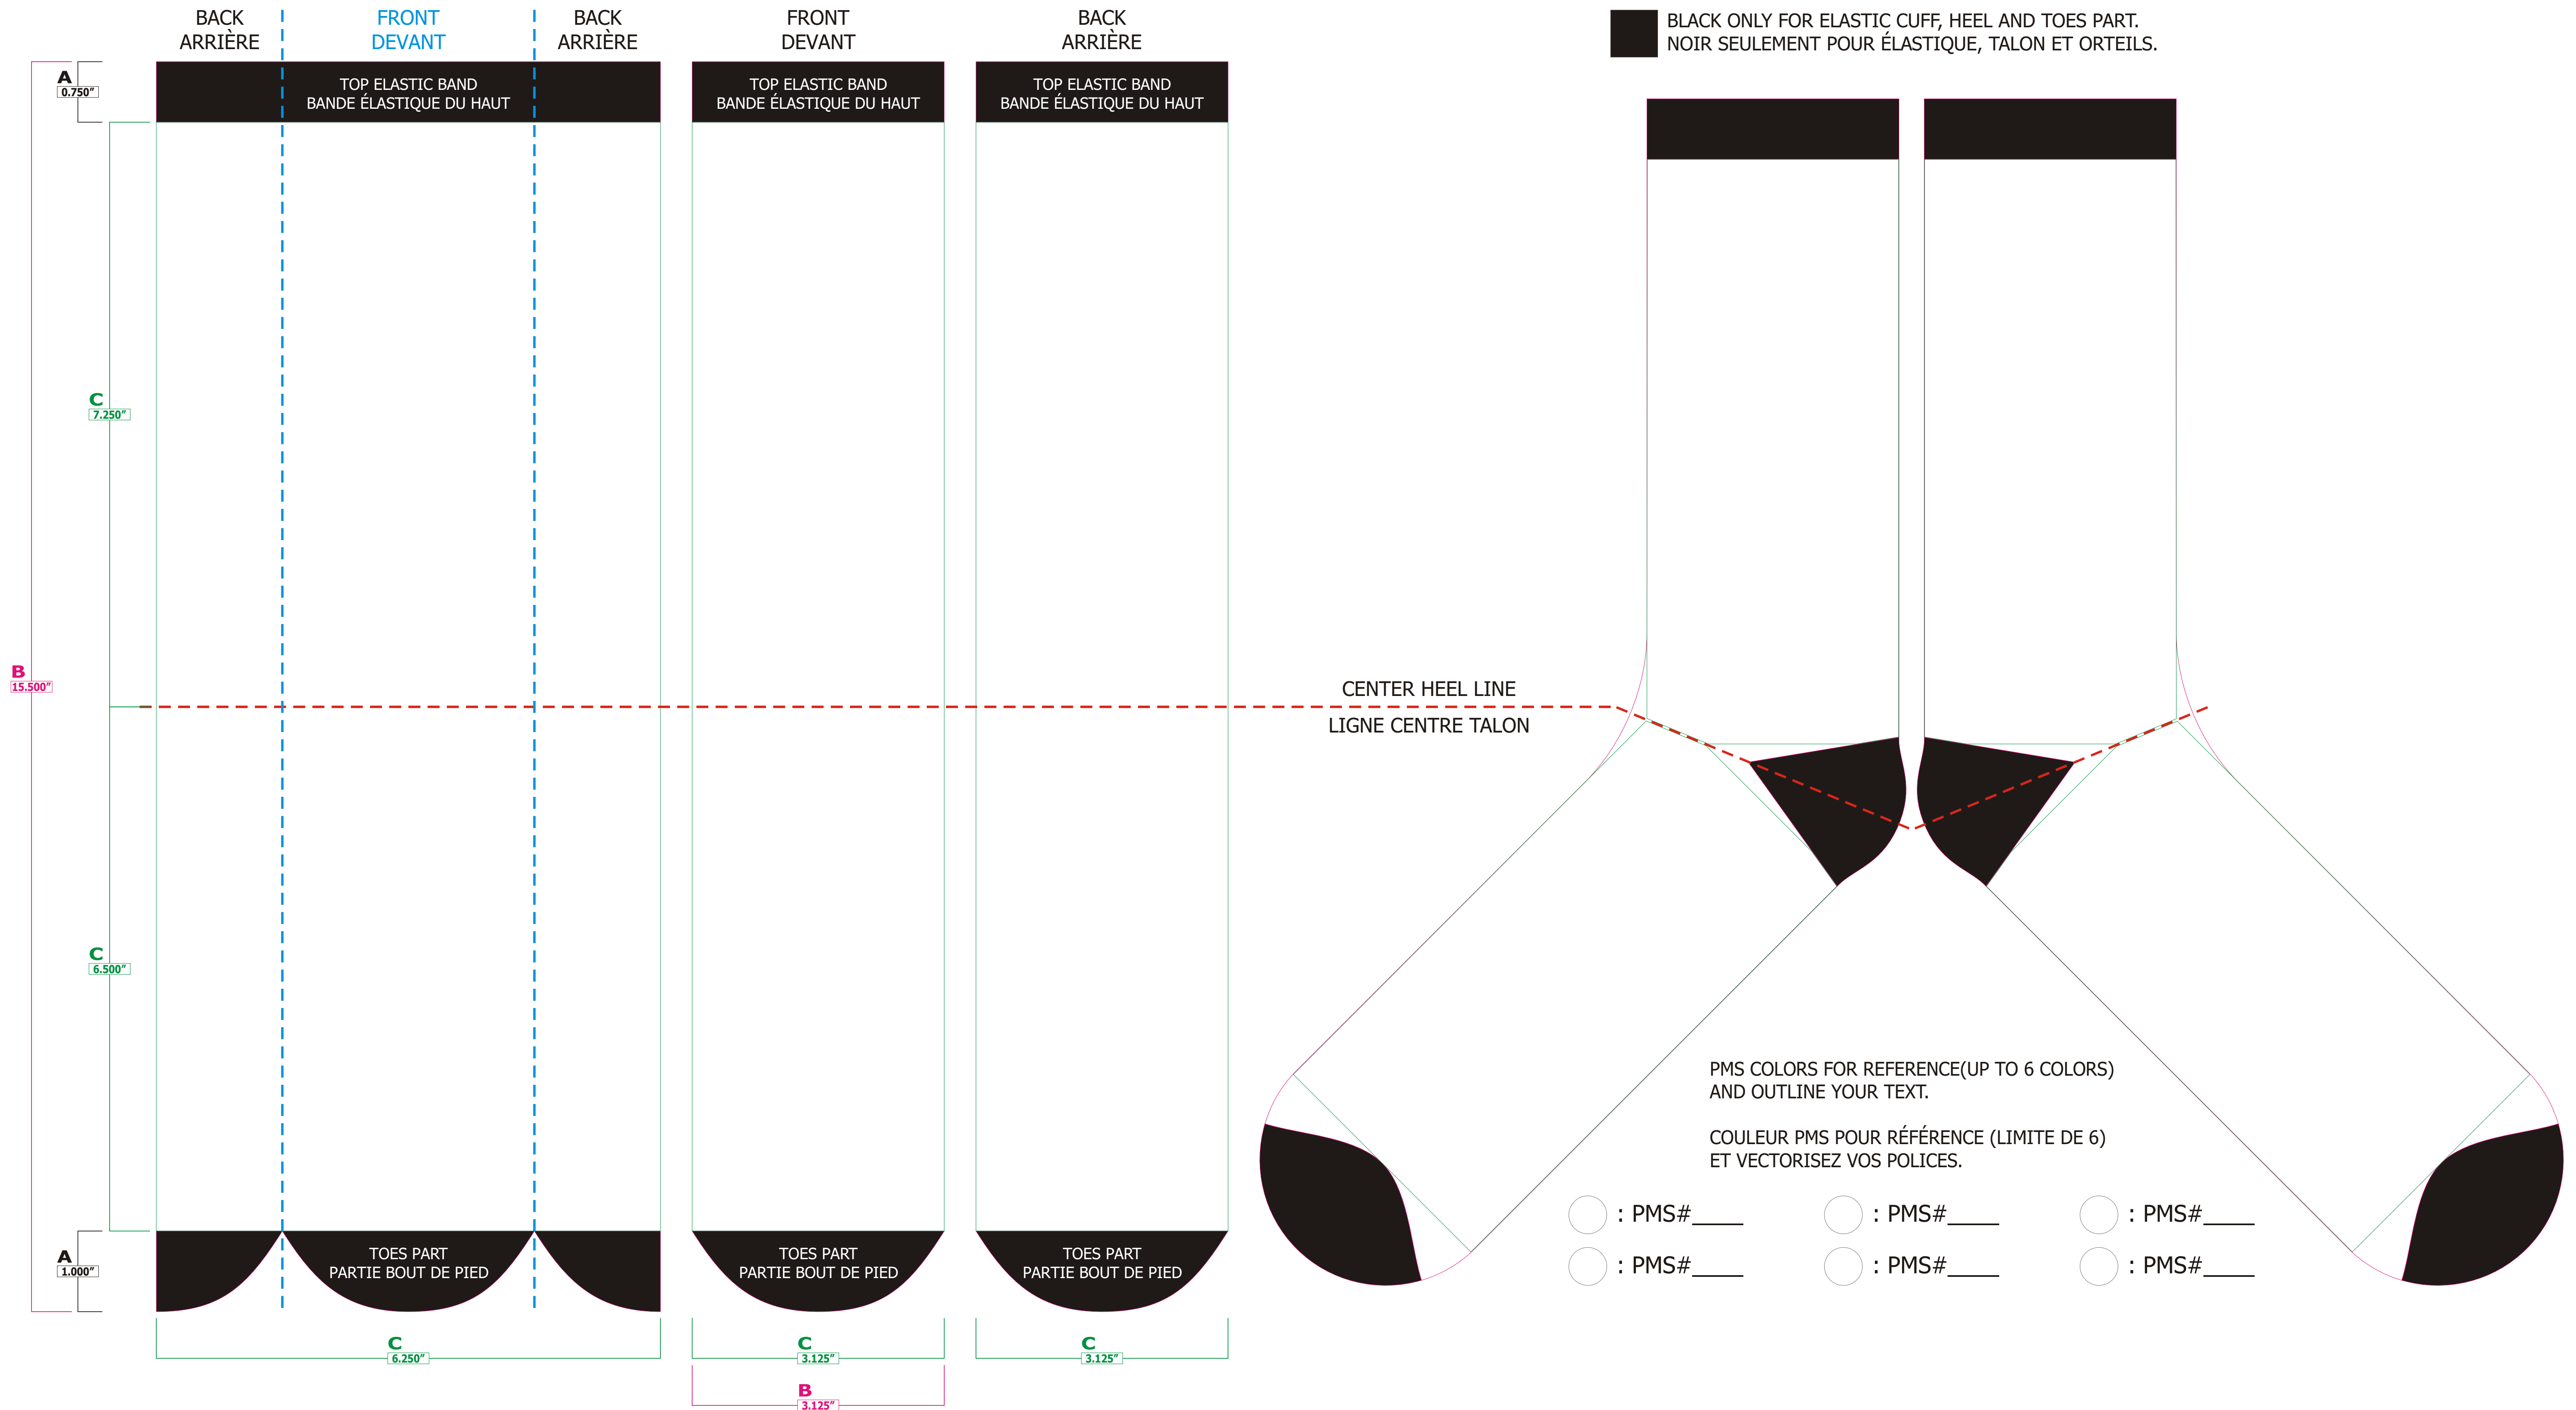 BACK
ARRIÈRE
FRONT
DEVANT
BACK
ARRIÈRE
FRONT
DEVANT
BACK
ARRIÈRE
BLACK ONLY FOR ELASTIC CUFF, HEEL AND TOES PART.
NOIR SEULEMENT POUR ÉLASTIQUE, TALON ET ORTEILS.
A
0.750"
TOP ELASTIC BAND
BANDE ÉLASTIQUE DU HAUT
TOP ELASTIC BAND
BANDE ÉLASTIQUE DU HAUT
TOP ELASTIC BAND
BANDE ÉLASTIQUE DU HAUT
C
7.250"
B
15.500"
CENTER HEEL LINE
LIGNE CENTRE TALON
C
6.500"
PMS COLORS FOR REFERENCE(UP TO 6 COLORS)
AND OUTLINE YOUR TEXT.
COULEUR PMS POUR RÉFÉRENCE (LIMITE DE 6)
ET VECTORISEZ VOS POLICES.
: PMS#____
: PMS#____
: PMS#____
: PMS#____
: PMS#____
: PMS#____
A
1.000"
TOES PART
PARTIE BOUT DE PIED
TOES PART
PARTIE BOUT DE PIED
TOES PART
PARTIE BOUT DE PIED
C
6.250"
C
3.125"
C
3.125"
B
3.125"